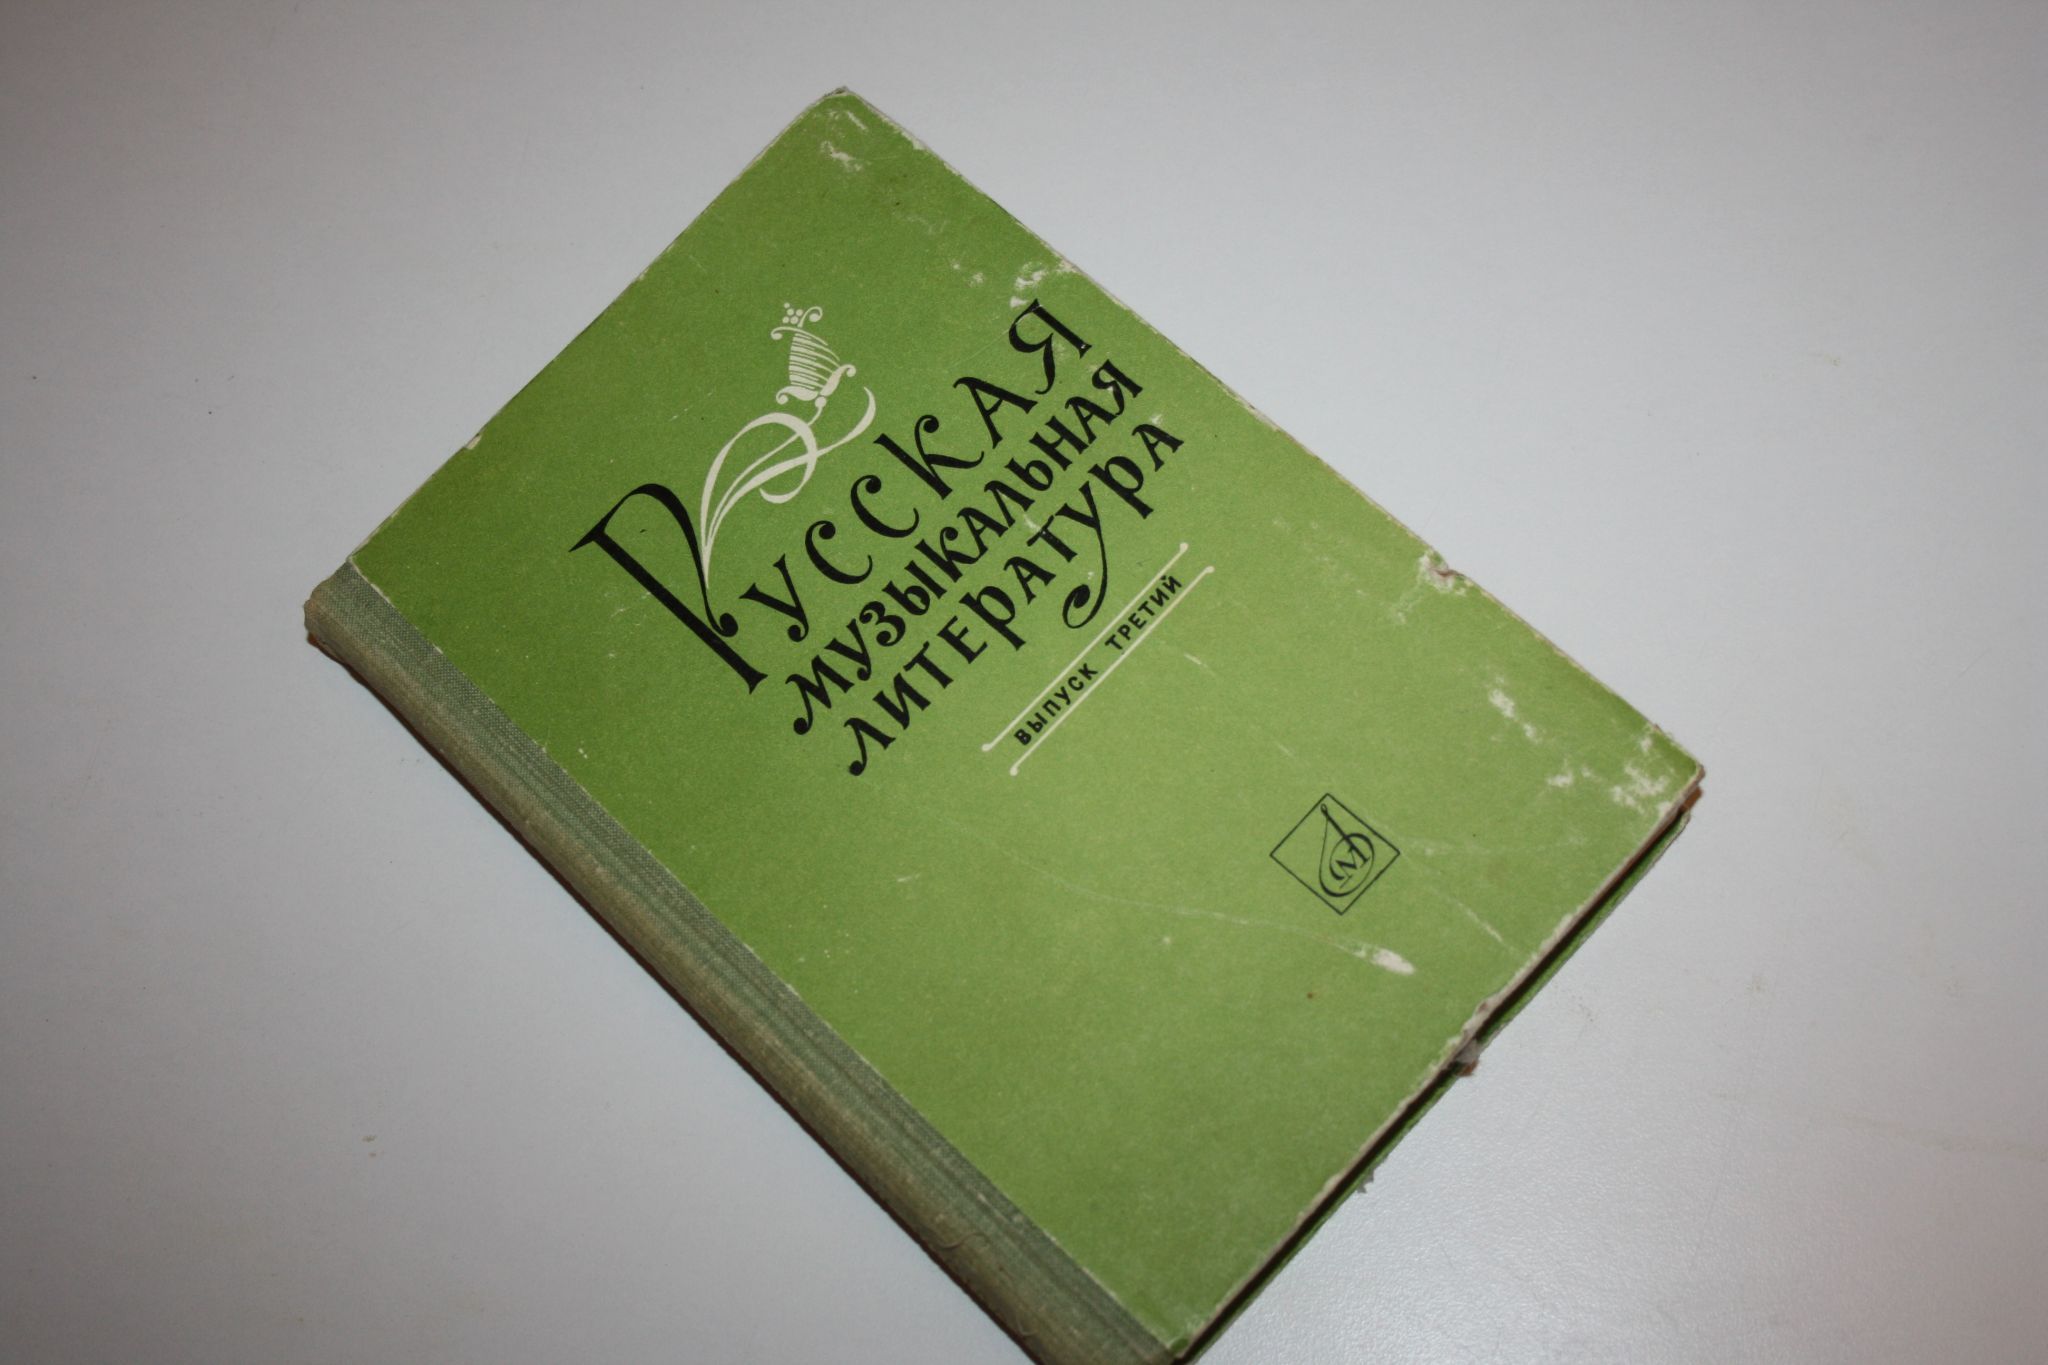 Русская
музыкальная
литература
ВЫПУСК ТРЕТИЙ